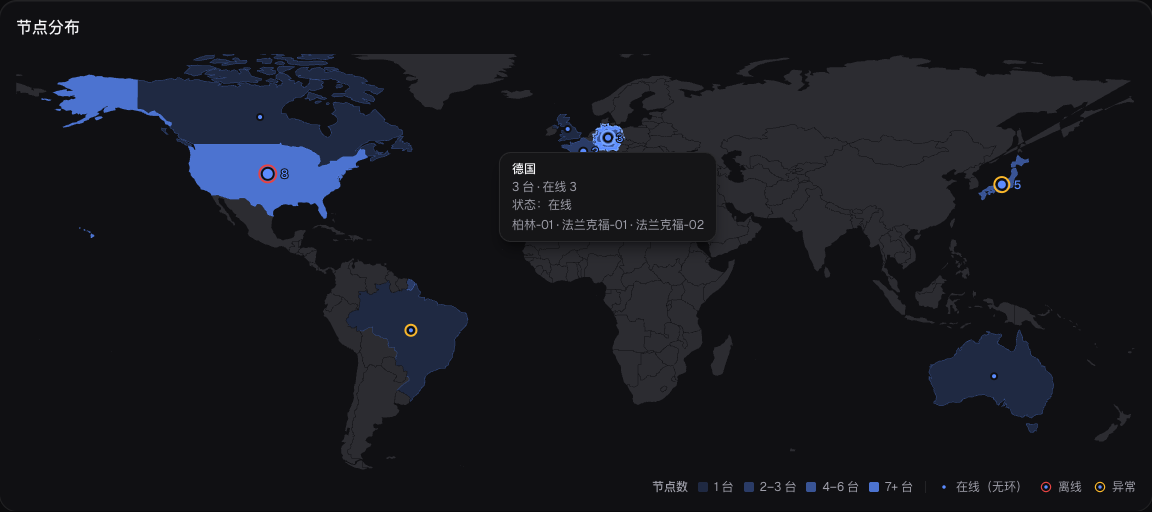 节点分布
8
3
2
5
德国
3 台 · 在线 3
状态：在线
柏林-01 · 法兰克福-01 · 法兰克福-02
节点数 1 台 2–3 台 4–6 台 7+ 台 在线（无环） 离线 异常